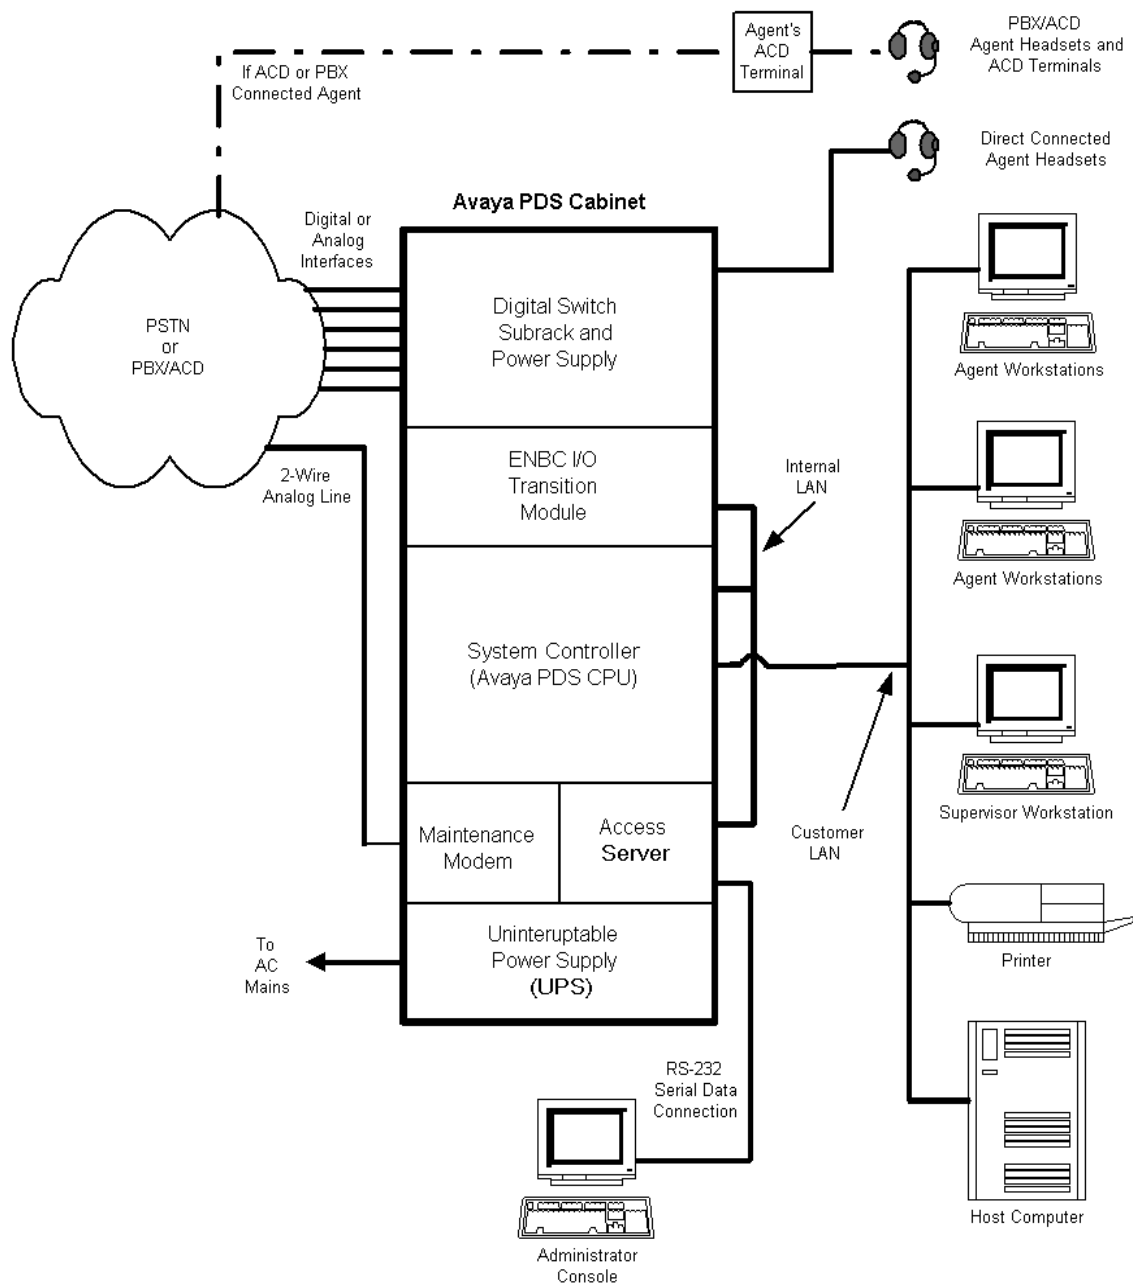 PBX/ACD
Agent Headsets and
ACD Terminals
Agent's
ACD
Terminal
If ACD or PBX
Connected Agent
Direct Connected
Agent Headsets
Avaya PDS Cabinet
Digital or
Analog
Interfaces
Digital Switch
Subrack and
Power Supply
PSTN
or
PBX/ACD
Agent Workstations
ENBC I/O
Transition
Module
2-Wire
Analog Line
Internal
LAN
Agent Workstations
System Controller
(Avaya PDS CPU)
Supervisor Workstation
Customer
LAN
Maintenance
Modem
Access
Server
Uninteruptable
Power Supply
(UPS)
To
AC
Mains
Printer
RS-232
Serial Data
Connection
Host Computer
Administrator
Console